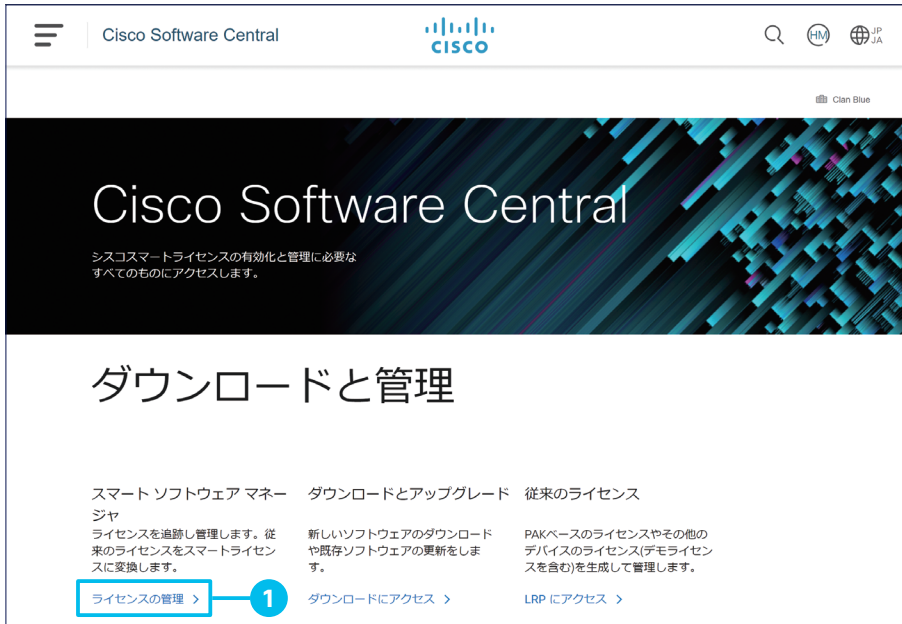 Cisco Software Central
CISCO
HM
JP
JA
Clan Blue
Cisco Software Central
シスコスマートライセンスの有効化と管理に必要な
すべてのものにアクセスします。
ダウンロードと管理
スマート ソフトウェア マネー
ジャ
ライセンスを追跡し管理します。従
来のライセンスをスマートライセン
スに変換します。
ライセンスの管理 >
1
ダウンロードとアップグレード
新しいソフトウェアのダウンロード
や既存ソフトウェアの更新をしま
す。
ダウンロードにアクセス >
従来のライセンス
PAKベースのライセンスやその他の
デバイスのライセンス(デモライセン
スを含む)を生成して管理します。
LRP にアクセス >